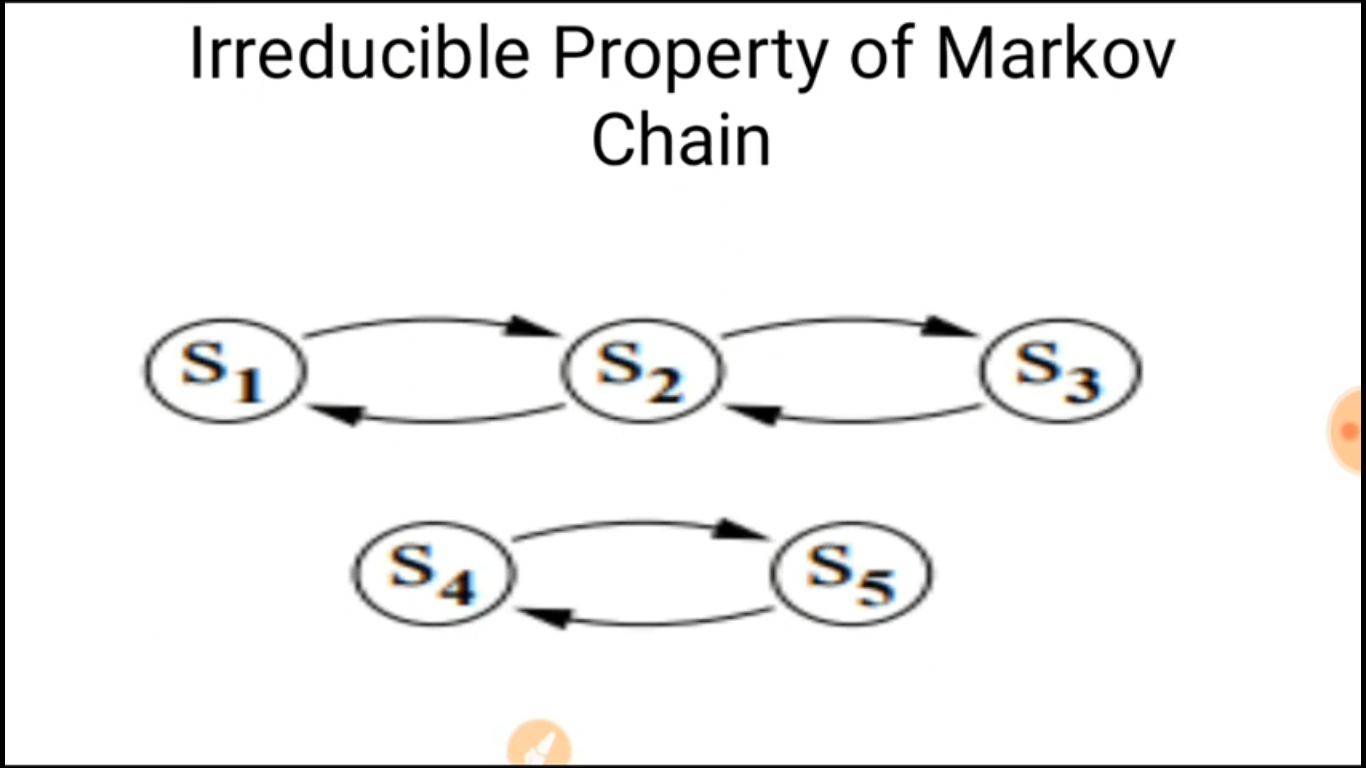 Irreducible Property of Markov
Chain
S1 S2 S3
S4 S5